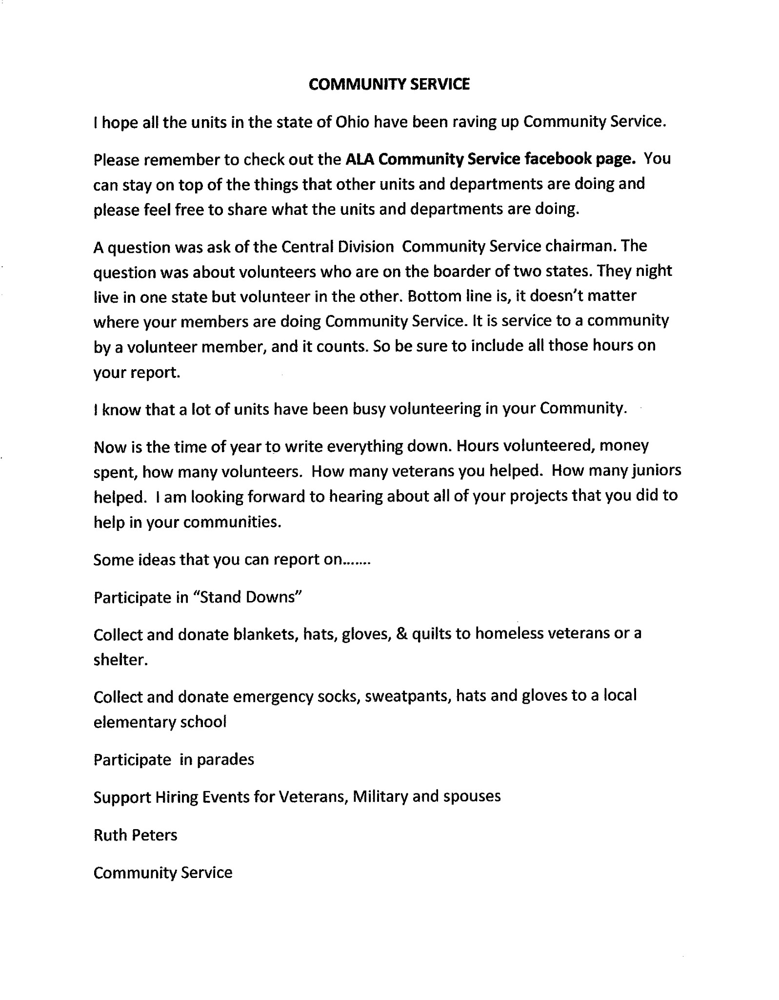 COMMUNITY SERVICE
I hope all the units in the state of Ohio have been raving up Community Service.
Please remember to check out the ALA Community Service facebook page.  You
can stay on top of the things that other units and departments are doing and
please feel free to share what the units and departments are doing.
A question was ask of the Central Division  Community Service chairman. The
question was about volunteers who are on the boarder of two states. They night
live in one state but volunteer in the other. Bottom line is, it doesn't matter
where your members are doing Community Service. It is service to a community
by a volunteer member, and it counts. So be sure to include all those hours on
your report.
I know that a lot of units have been busy volunteering in your Community.
Now is the time of year to write everything down. Hours volunteered, money
spent, how many volunteers.  How many veterans you helped.  How many juniors
helped.  I am looking forward to hearing about all of your projects that you did to
help in your communities.
Some ideas that you can report on.......
Participate in “Stand Downs”
Collect and donate blankets, hats, gloves, & quilts to homeless veterans or a
shelter.
Collect and donate emergency socks, sweatpants, hats and gloves to a local
elementary school
Participate  in parades
Support Hiring Events for Veterans, Military and spouses
Ruth Peters
Community Service